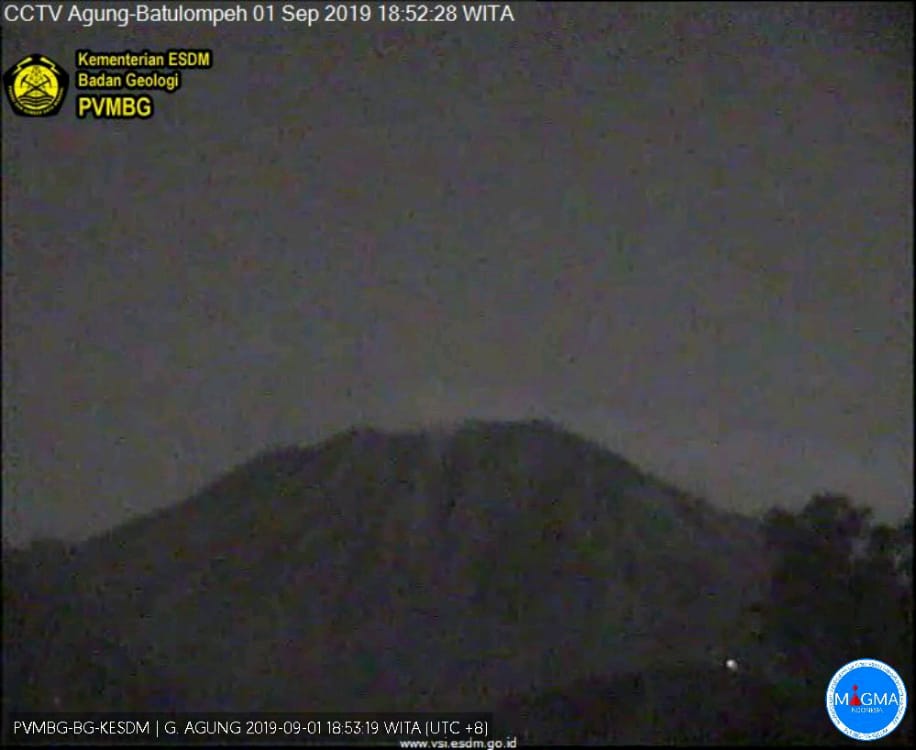 CCTV Agung-Batulompeh 01 Sep 2019 18:52:28 WITA
Kementerian ESDM
Badan Geologi
PVMBG
MAGMA
INDONESIA
PVMBG-BG-KESDM | G. AGUNG 2019-09-01 18:53:19 WITA (UTC +8)
www.vsi.esdm.go.id